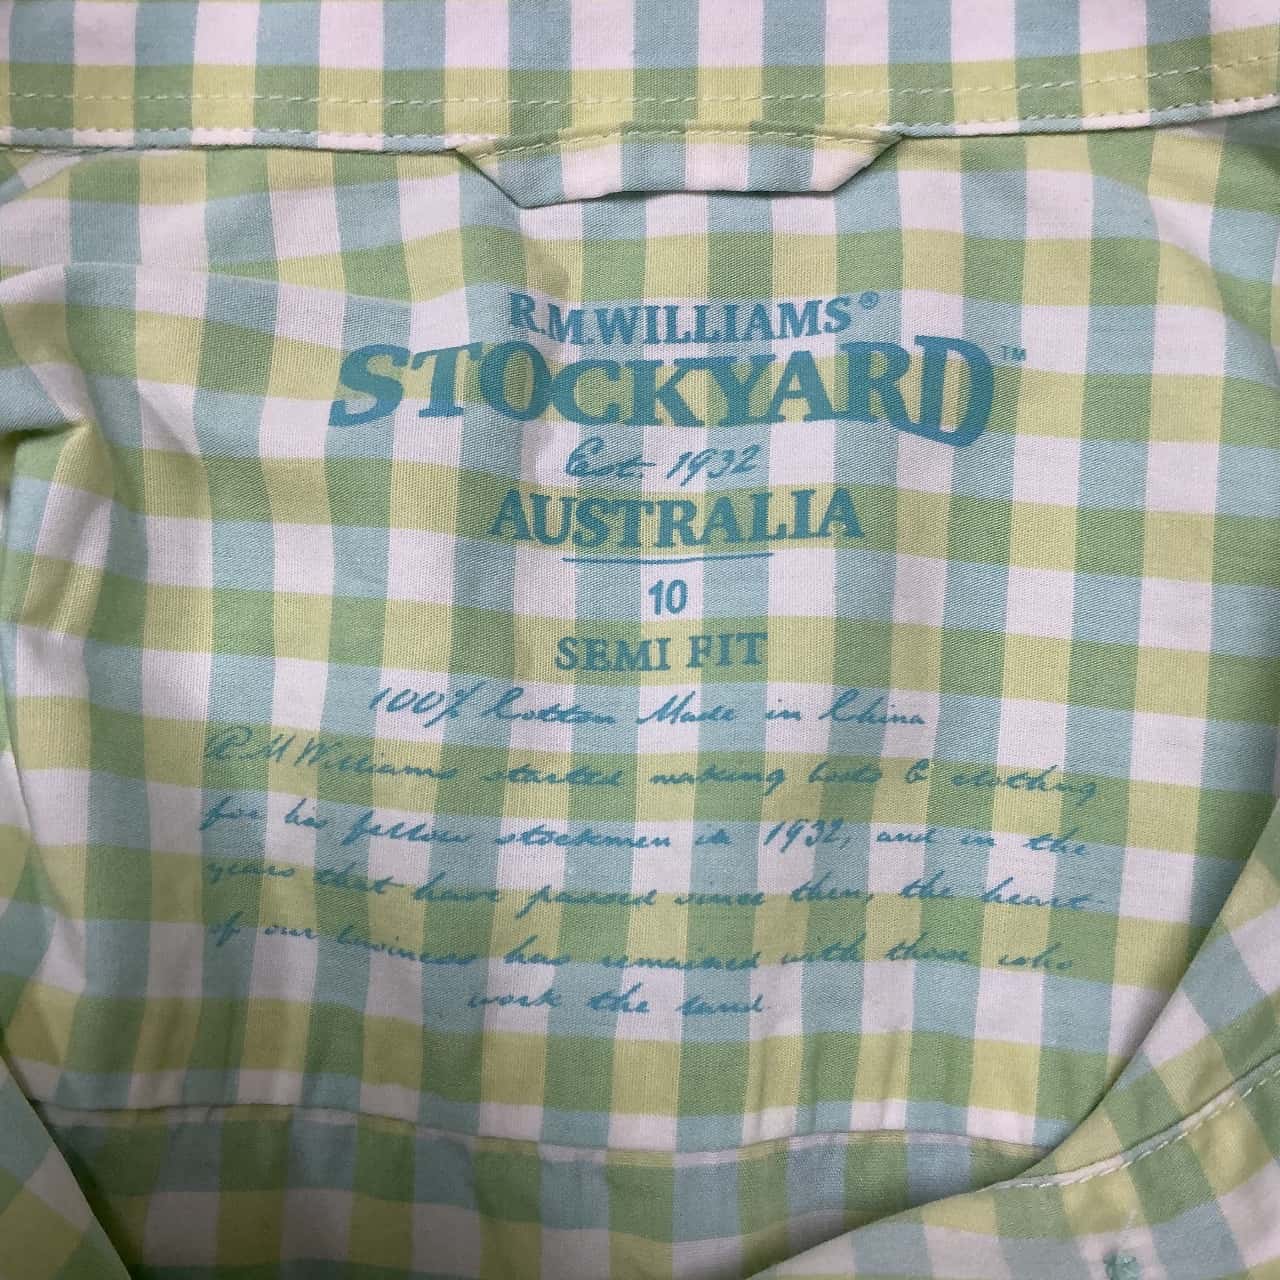 R.M.WILLIAMS®
STOCKYARD™
Est. 1932
AUSTRALIA
10
SEMI FIT
100% Cotton Made in China
R.M Williams started making boots & clothing
for his fellow stockmen in 1932, and in the
years that have passed since then, the heart
of our business has remained with those who
work the land.